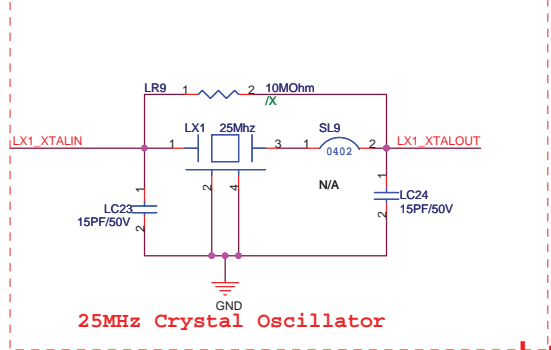 LR9 1 2 10MOhm
/X
LX1 25Mhz SL9
LX1_XTALIN 1 3 1 2 LX1_XTALOUT
0402
2 4 N/A
1 1
LC23 LC24
15PF/50V 15PF/50V
2 2
GND
25MHz Crystal Oscillator